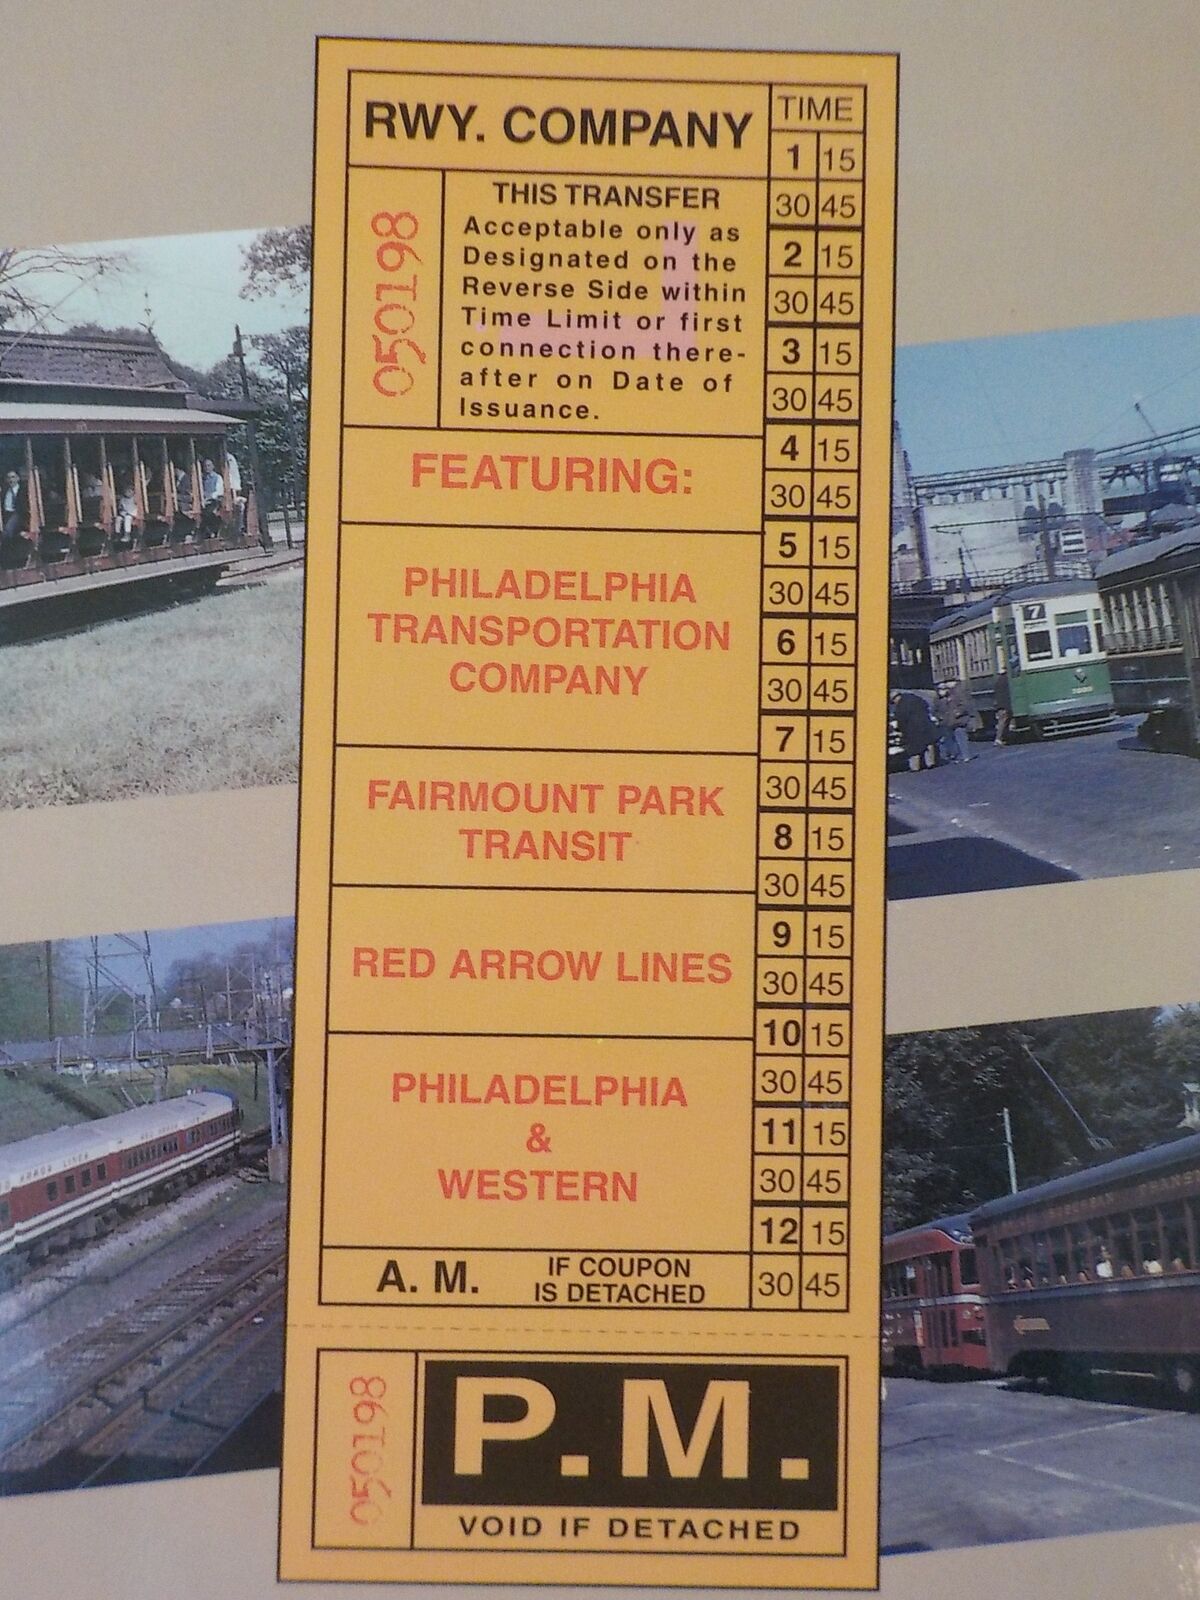 RWY. COMPANY
TIME
1 15
30 45
2 15
30 45
3 15
30 45
4 15
30 45
5 15
30 45
6 15
30 45
7 15
30 45
8 15
30 45
9 15
30 45
10 15
30 45
11 15
30 45
12 15
30 45
050198
THIS TRANSFER
Acceptable only as
Designated on the
Reverse Side within
Time Limit or first
connection there-
after on Date of
Issuance.
FEATURING:
PHILADELPHIA
TRANSPORTATION
COMPANY
FAIRMOUNT PARK
TRANSIT
RED ARROW LINES
PHILADELPHIA
&
WESTERN
A. M.
IF COUPON
IS DETACHED
050198
P.M.
VOID IF DETACHED
7
ARROW LINES
SUBURBAN TRANS